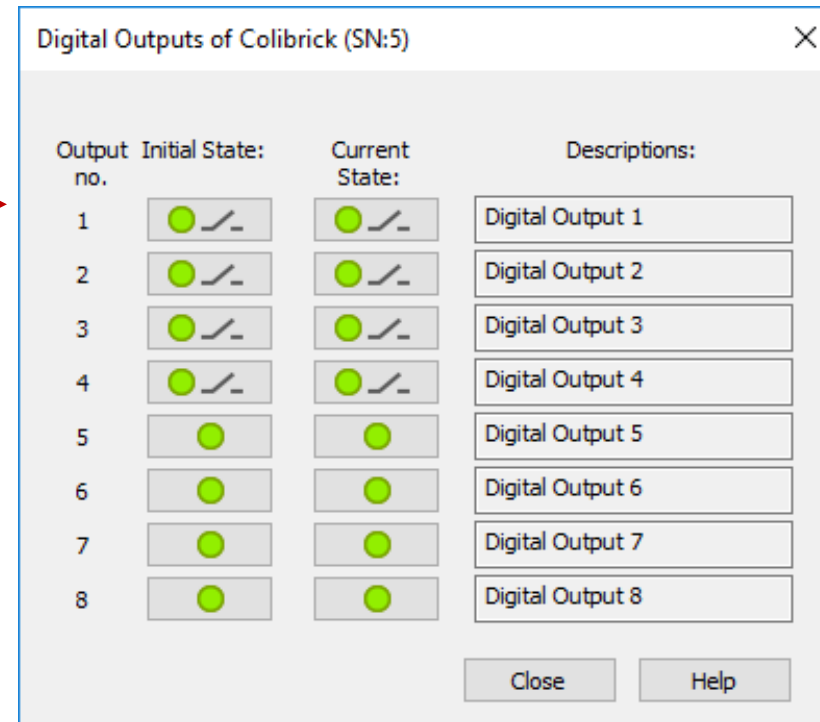 Digital Outputs of Colibrick (SN:5)
Output no. Initial State: Current State: Descriptions:
1 Digital Output 1
2 Digital Output 2
3 Digital Output 3
4 Digital Output 4
5 Digital Output 5
6 Digital Output 6
7 Digital Output 7
8 Digital Output 8
Close Help